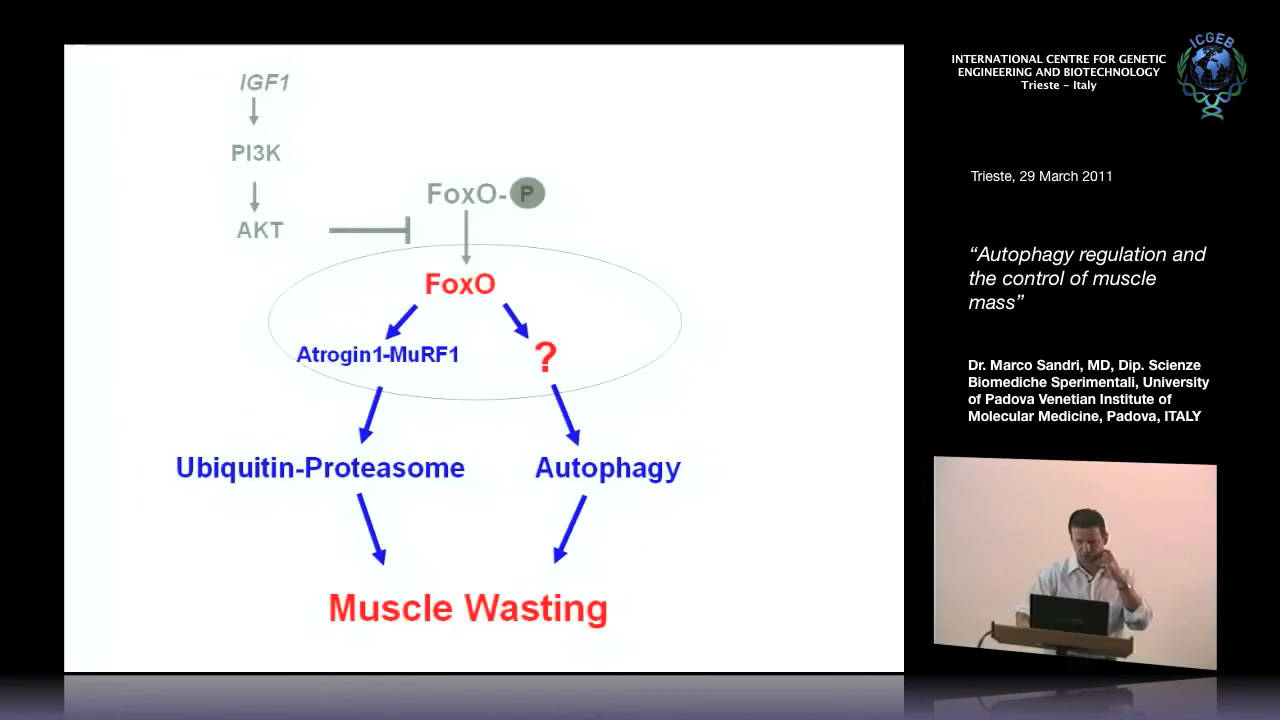 IGF1
PI3K
AKT
FoxO-P
FoxO
Atrogin1-MuRF1
?
Ubiquitin-Proteasome
Autophagy
Muscle Wasting
INTERNATIONAL CENTRE FOR GENETIC
ENGINEERING AND BIOTECHNOLOGY
Trieste – Italy
ICGEB
Trieste, 29 March 2011
“Autophagy regulation and
the control of muscle
mass”
Dr. Marco Sandri, MD, Dip. Scienze
Biomediche Sperimentali, University
of Padova Venetian Institute of
Molecular Medicine, Padova, ITALY